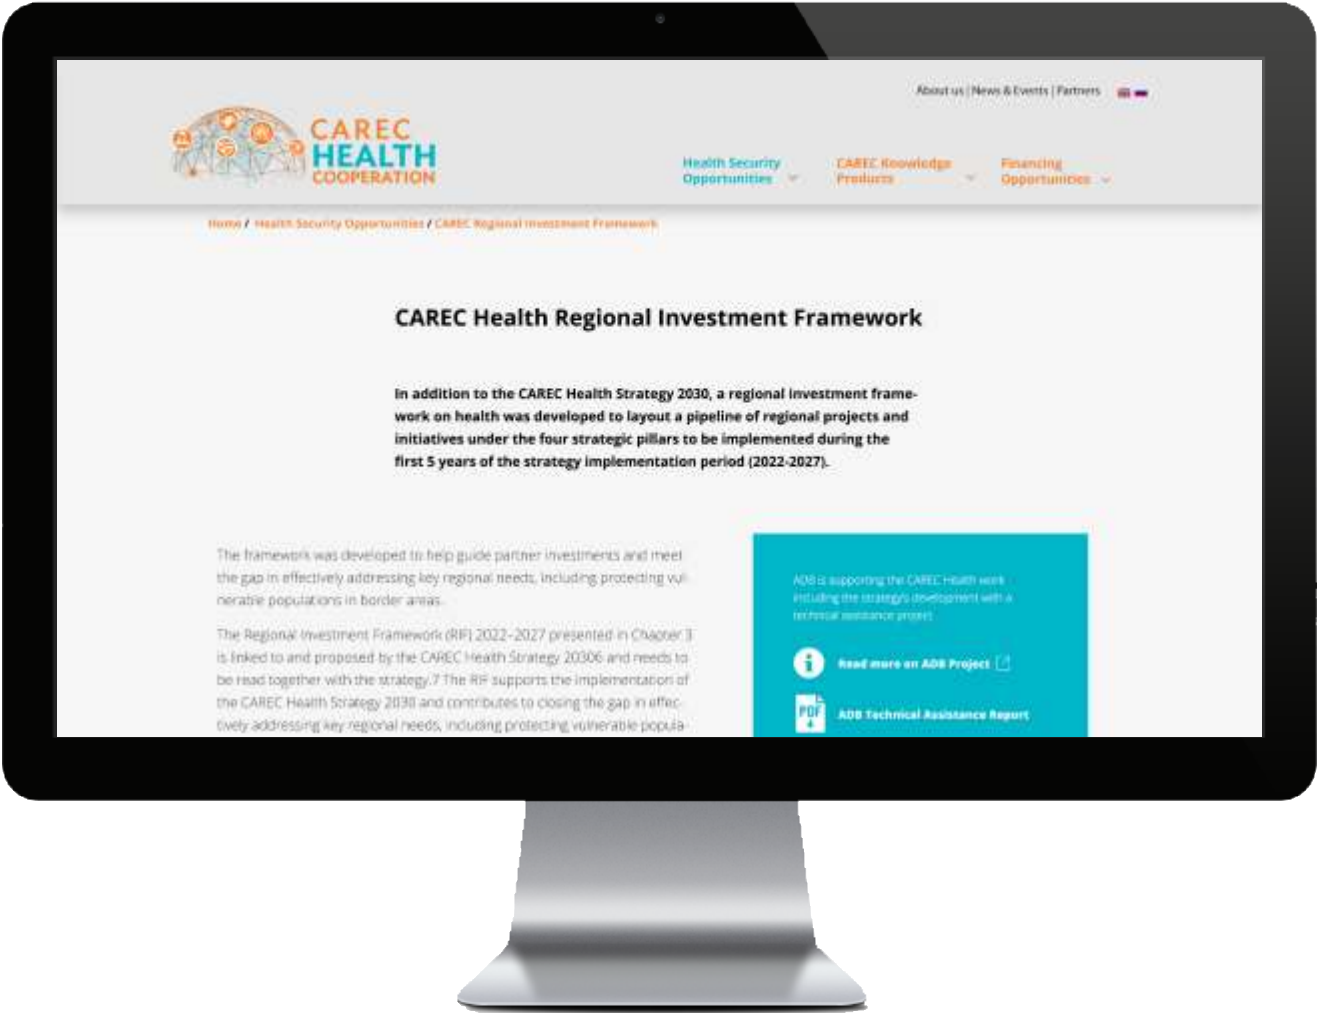 About us | News & Events | Partners
CAREC
HEALTH
COOPERATION
Health Security
Opportunities
CAREC Knowledge
Products
Financing
Opportunities
Home / Health Security Opportunities / CAREC Regional Investment Framework
CAREC Health Regional Investment Framework
In addition to the CAREC Health Strategy 2030, a regional investment frame-
work on health was developed to layout a pipeline of regional projects and
initiatives under the four strategic pillars to be implemented during the
first 5 years of the strategy implementation period (2022-2027).
The framework was developed to help guide partner investments and meet
the gap in effectively addressing key regional needs, including protecting vul-
nerable populations in border areas.
The Regional Investment Framework (RIF) 2022–2027 presented in Chapter 3
is linked to and proposed by the CAREC Health Strategy 20306 and needs to
be read together with the strategy.7 The RIF supports the implementation of
the CAREC Health Strategy 2030 and contributes to closing the gap in effec-
tively addressing key regional needs, including protecting vulnerable popula-
ADB is supporting the CAREC Health work
including the strategy's development with a
technical assistance project
Read more on ADB Project
PDF
ADB Technical Assistance Report